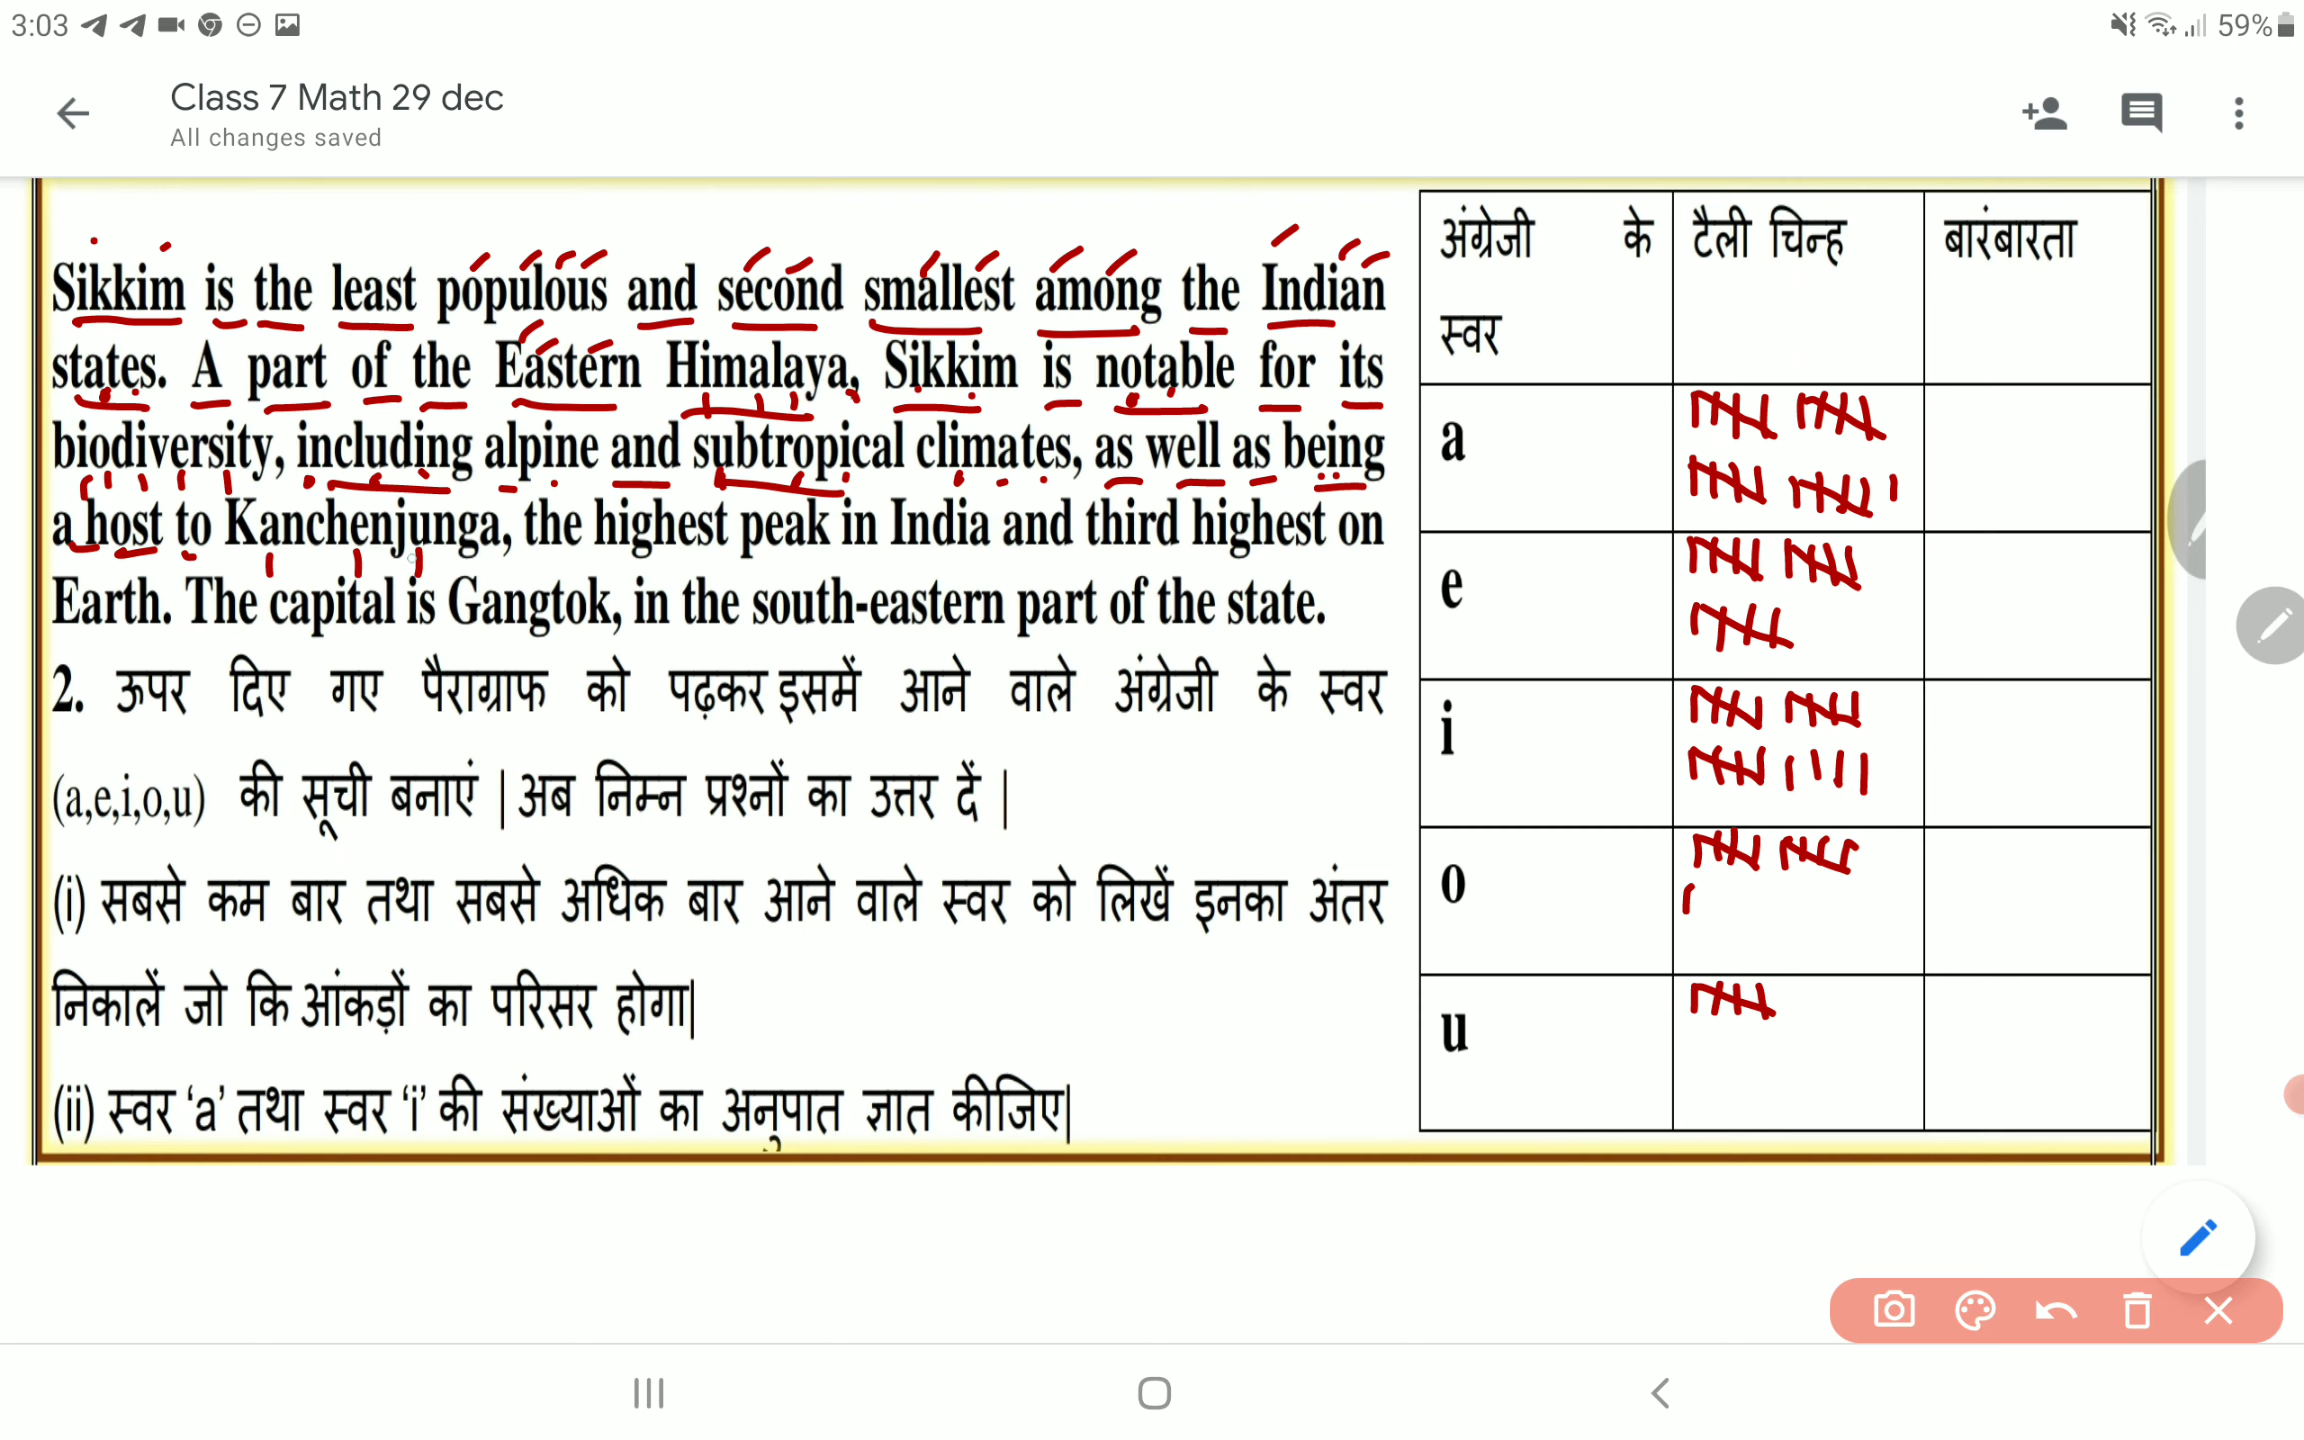 3:03
59%
Class 7 Math 29 dec
All changes saved
Sikkim is the least populous and second smallest among the Indian
states. A part of the Eastern Himalaya, Sikkim is notable for its
biodiversity, including alpine and subtropical climates, as well as being
a host to Kanchenjunga, the highest peak in India and third highest on
Earth. The capital is Gangtok, in the south-eastern part of the state.
2. ऊपर दिए गए पैराग्राफ को पढ़कर इसमें आने वाले अंग्रेजी के स्वर
(a,e,i,o,u) की सूची बनाएं | अब निम्न प्रश्नों का उत्तर दें |
(i) सबसे कम बार तथा सबसे अधिक बार आने वाले स्वर को लिखें इनका अंतर
निकालें जो कि आंकड़ों का परिसर होगा|
(ii) स्वर ‘a’ तथा स्वर ‘i’ की संख्याओं का अनुपात ज्ञात कीजिए|
अंग्रेजी के स्वर
टैली चिन्ह
बारंबारता
a
e
i
o
u